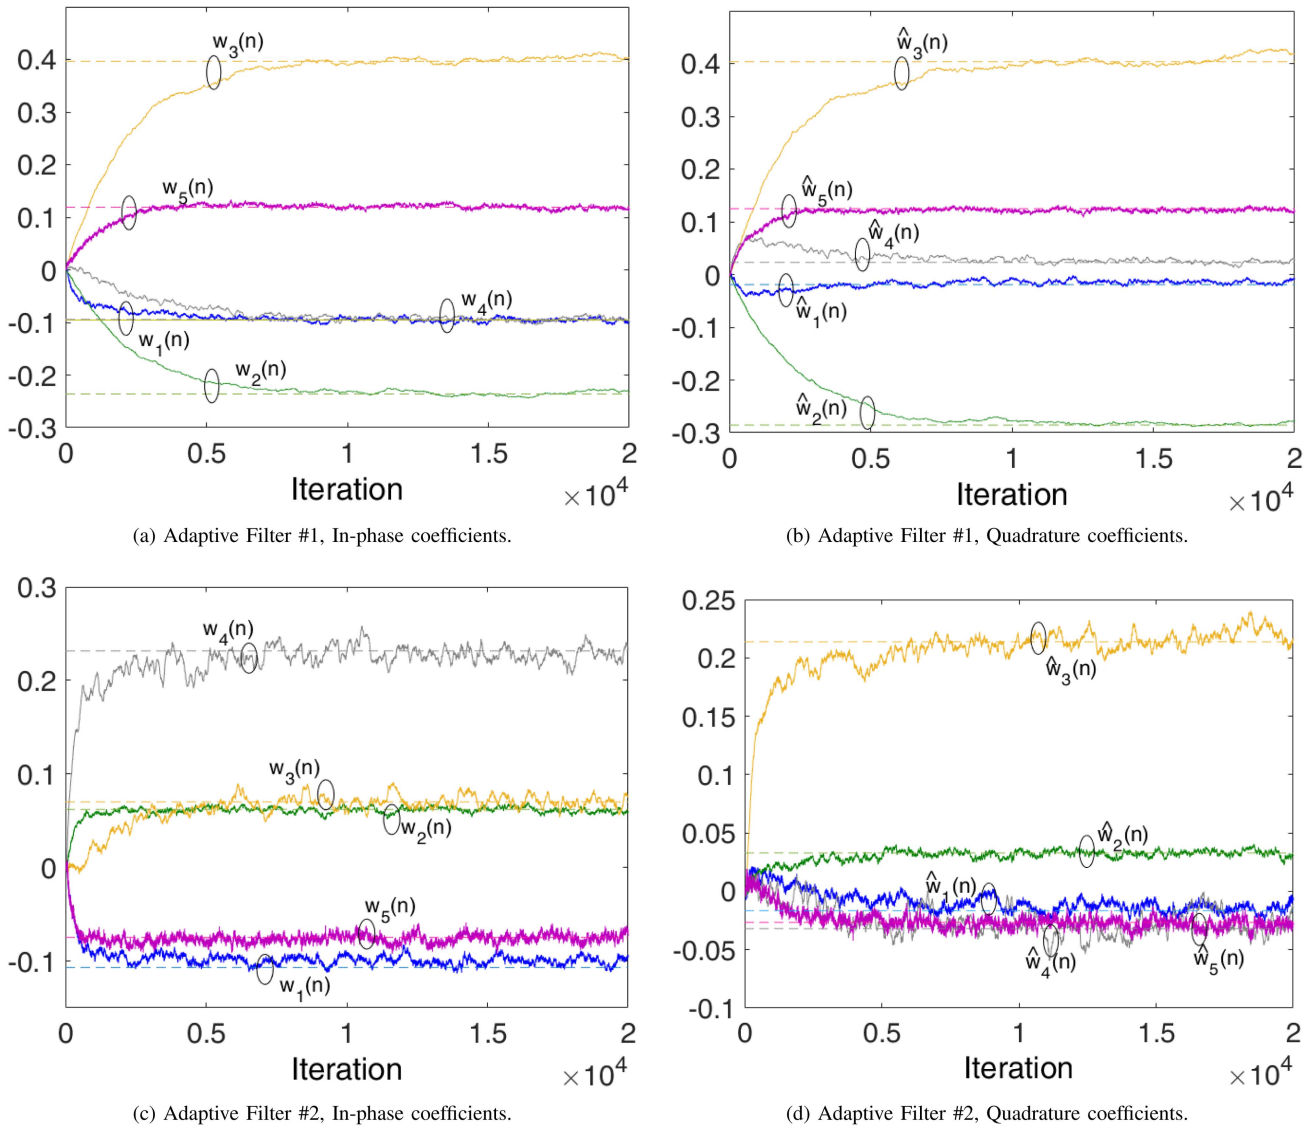 0.4
0.3
0.2
0.1
0
-0.1
-0.2
-0.3
w3(n)
w5(n)
w4(n)
w1(n)
w2(n)
0 0.5 1 1.5 2
Iteration ×10^4
(a) Adaptive Filter #1, In-phase coefficients.
0.4
0.3
0.2
0.1
0
-0.1
-0.2
-0.3
ŵ3(n)
ŵ5(n)
ŵ4(n)
ŵ1(n)
ŵ2(n)
0 0.5 1 1.5 2
Iteration ×10^4
(b) Adaptive Filter #1, Quadrature coefficients.
0.3
0.2
0.1
0
-0.1
w4(n)
w3(n)
w2(n)
w5(n)
w1(n)
0 0.5 1 1.5 2
Iteration ×10^4
(c) Adaptive Filter #2, In-phase coefficients.
0.25
0.2
0.15
0.1
0.05
0
-0.05
-0.1
ŵ3(n)
ŵ2(n)
ŵ1(n)
ŵ4(n)
ŵ5(n)
0 0.5 1 1.5 2
Iteration ×10^4
(d) Adaptive Filter #2, Quadrature coefficients.